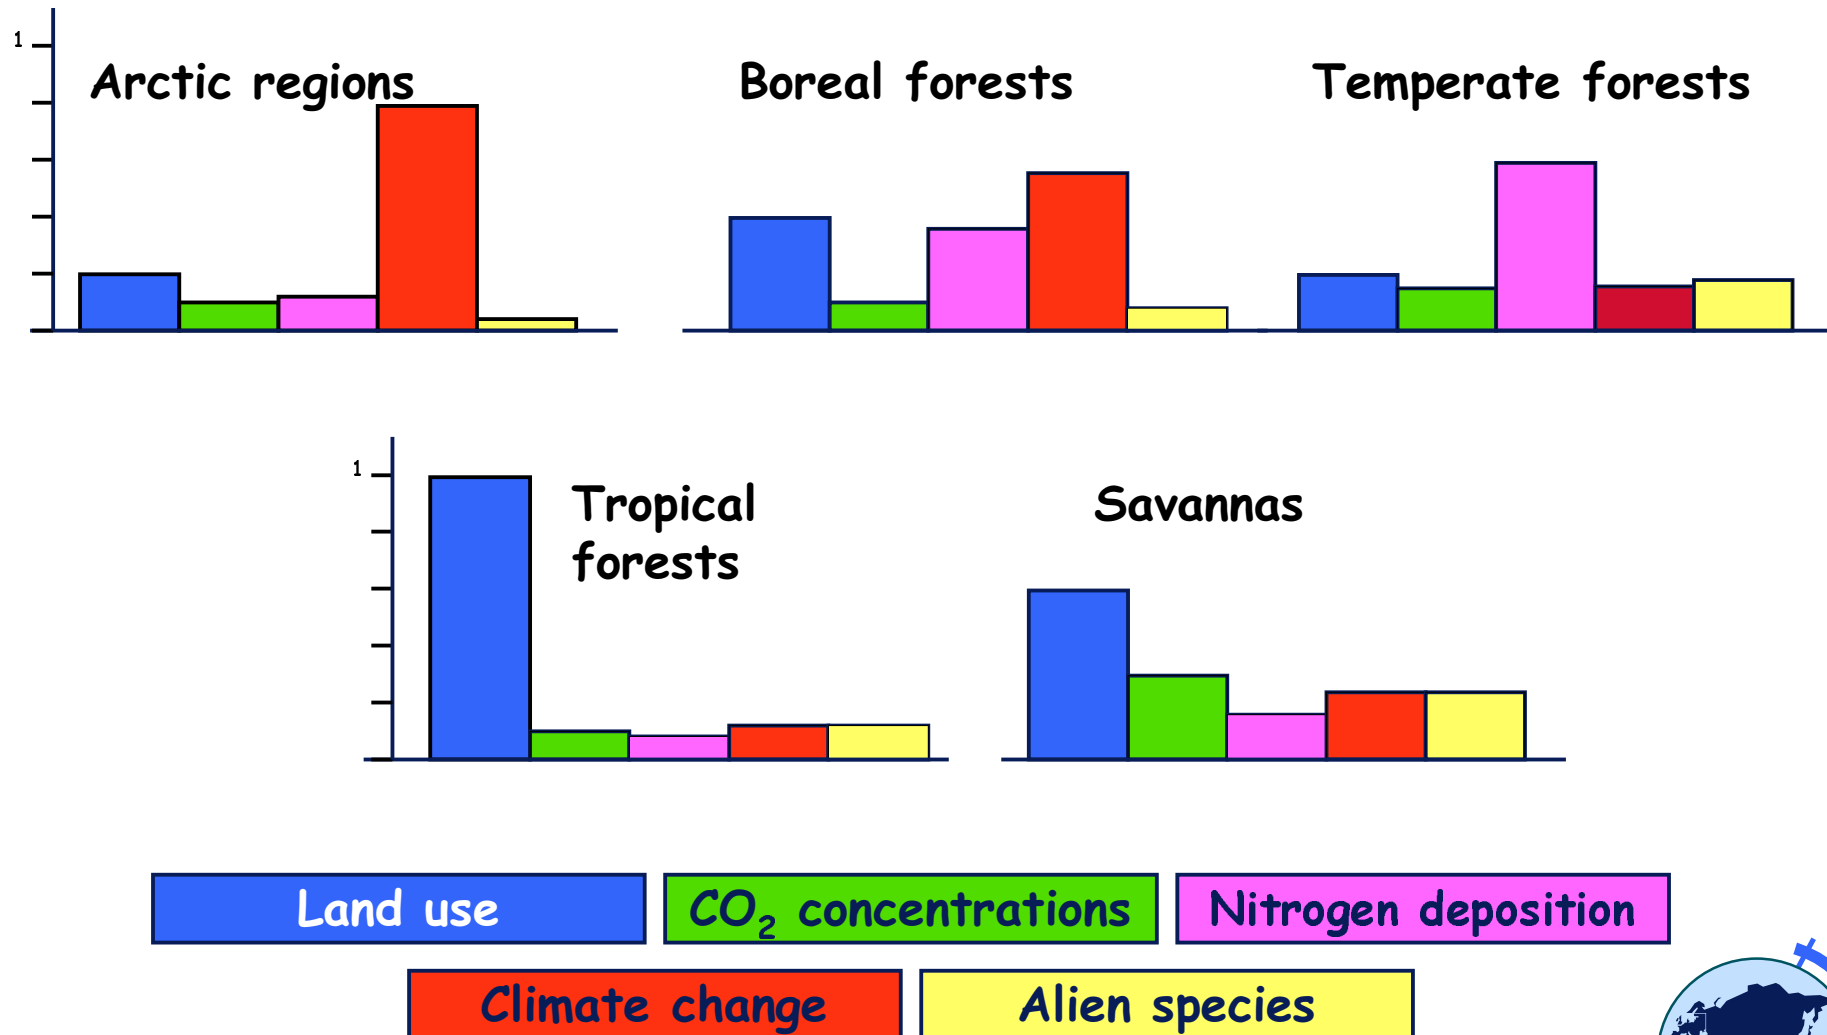 1
Arctic regions
Boreal forests
Temperate forests
1
Tropical
forests
Savannas
Land use
CO₂ concentrations
Nitrogen deposition
Climate change
Alien species